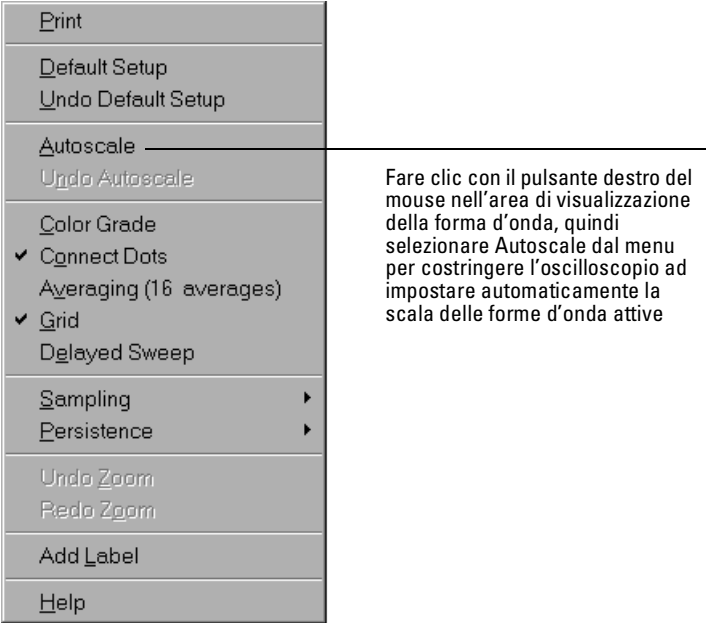 Print
Default Setup
Undo Default Setup
Autoscale
Undo Autoscale
Color Grade
Connect Dots
Averaging (16 averages)
Grid
Delayed Sweep
Sampling
Persistence
Undo Zoom
Redo Zoom
Add Label
Help
Fare clic con il pulsante destro del
mouse nell'area di visualizzazione
della forma d'onda, quindi
selezionare Autoscale dal menu
per costringere l'oscilloscopio ad
impostare automaticamente la
scala delle forme d'onda attive